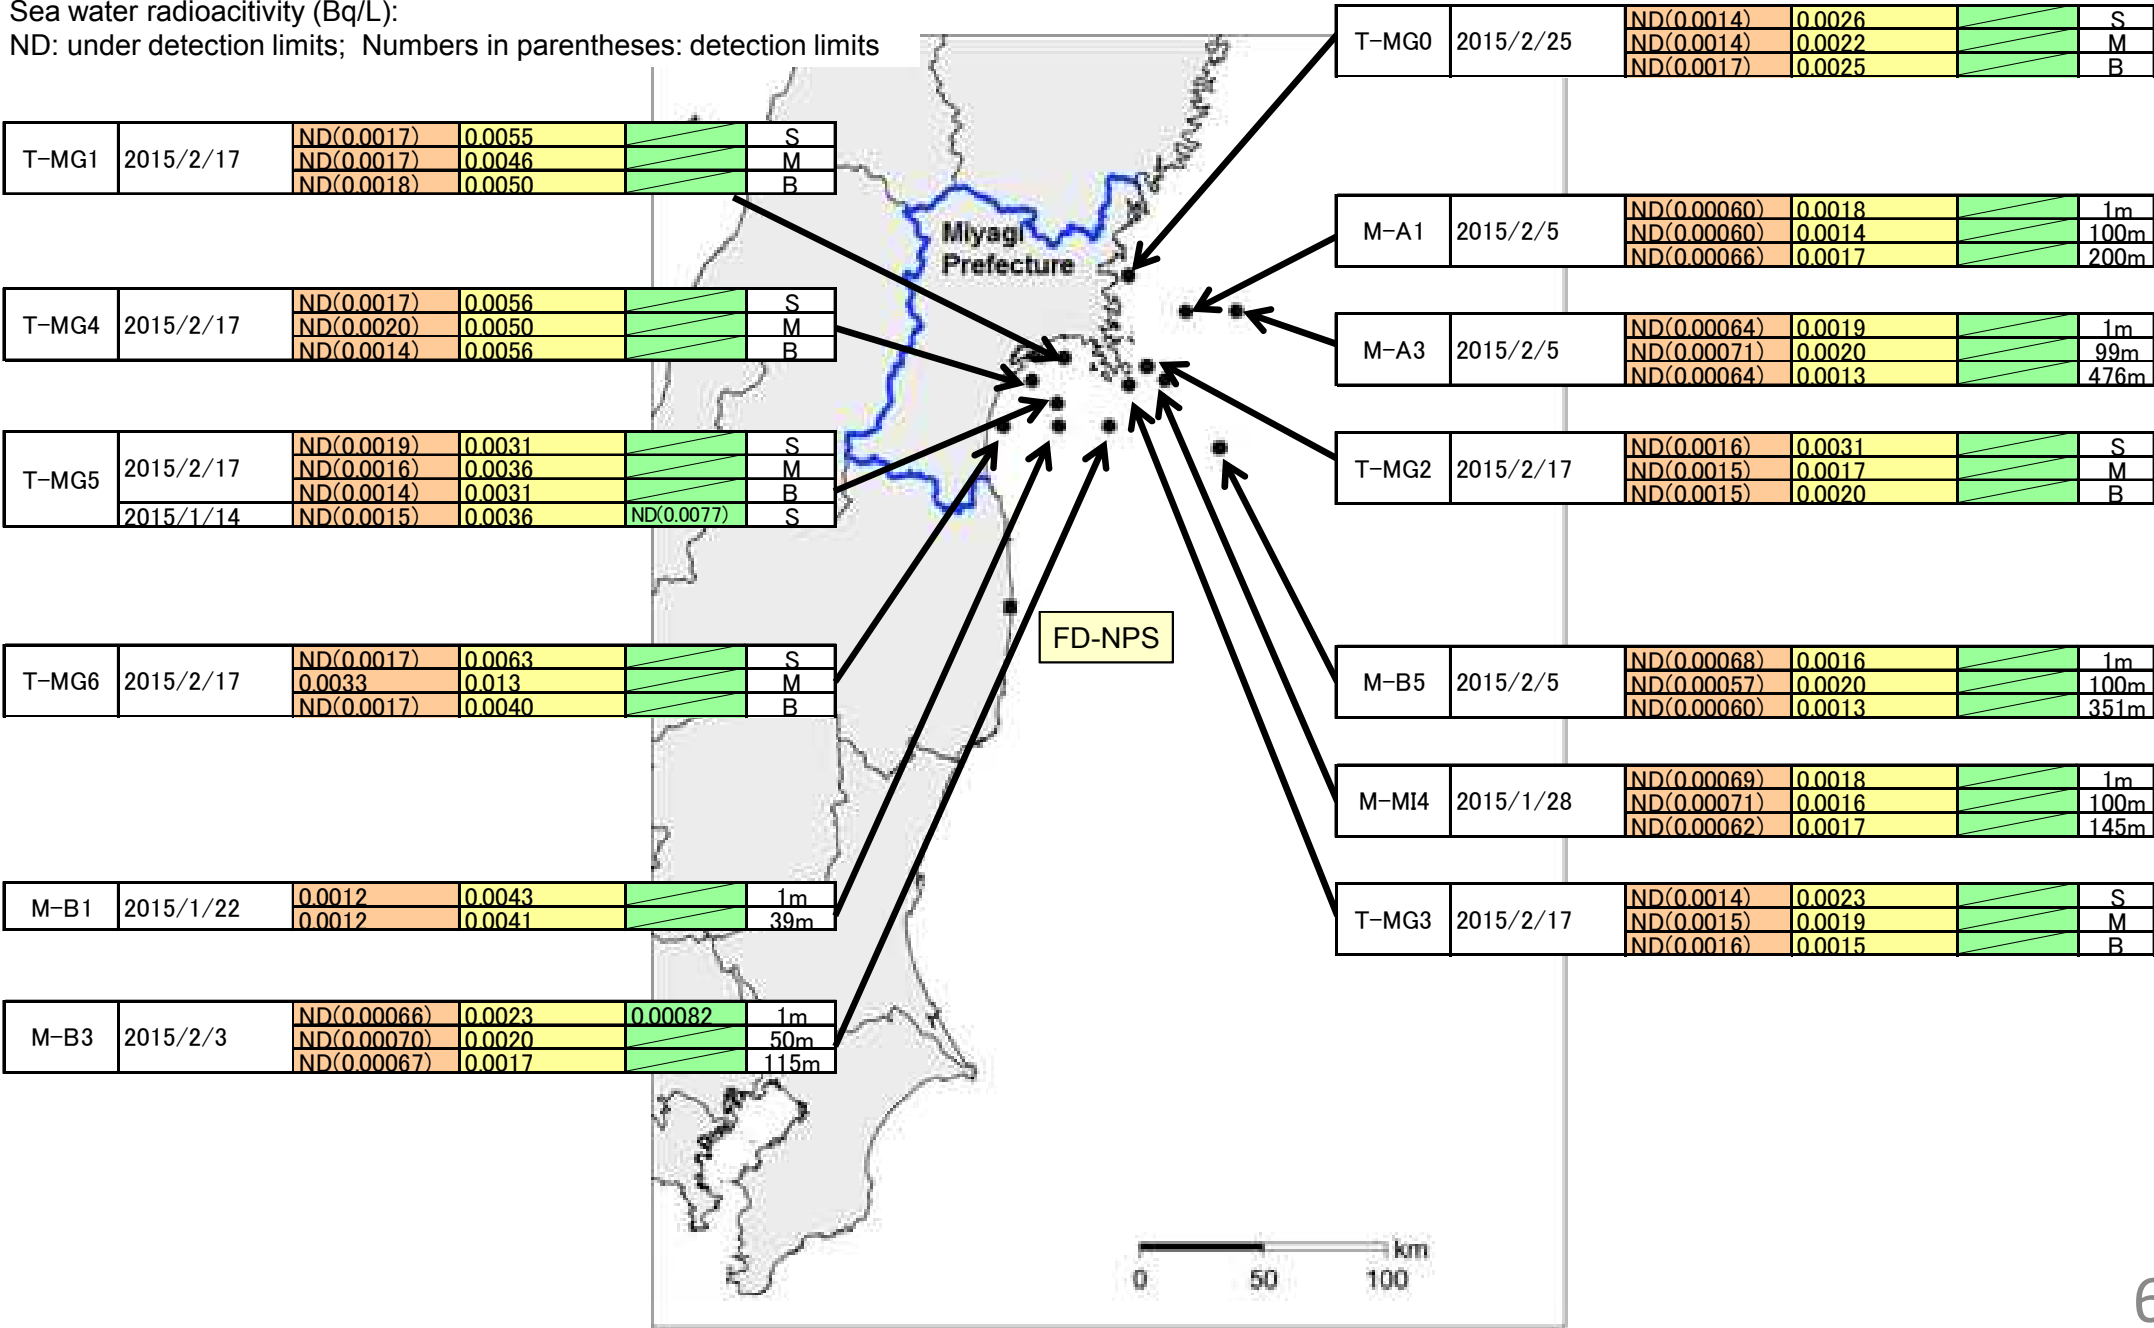 Sea water radioacitivity (Bq/L):
ND: under detection limits; Numbers in parentheses: detection limits
T-MG0 2015/2/25
ND(0.0014) 0.0026 S
ND(0.0014) 0.0022 M
ND(0.0017) 0.0025 B
T-MG1 2015/2/17
ND(0.0017) 0.0055 S
ND(0.0017) 0.0046 M
ND(0.0018) 0.0050 B
M-A1 2015/2/5
ND(0.00060) 0.0018 1m
ND(0.00060) 0.0014 100m
ND(0.00066) 0.0017 200m
Miyagi
Prefecture
T-MG4 2015/2/17
ND(0.0017) 0.0056 S
ND(0.0020) 0.0050 M
ND(0.0014) 0.0056 B
M-A3 2015/2/5
ND(0.00064) 0.0019 1m
ND(0.00071) 0.0020 99m
ND(0.00064) 0.0013 476m
T-MG5 2015/2/17
ND(0.0019) 0.0031 S
ND(0.0016) 0.0036 M
ND(0.0014) 0.0031 B
2015/1/14 ND(0.0015) 0.0036 ND(0.0077) S
T-MG2 2015/2/17
ND(0.0016) 0.0031 S
ND(0.0015) 0.0017 M
ND(0.0015) 0.0020 B
FD-NPS
T-MG6 2015/2/17
ND(0.0017) 0.0063 S
0.0033 0.013 M
ND(0.0017) 0.0040 B
M-B5 2015/2/5
ND(0.00068) 0.0016 1m
ND(0.00057) 0.0020 100m
ND(0.00060) 0.0013 351m
M-MI4 2015/1/28
ND(0.00069) 0.0018 1m
ND(0.00071) 0.0016 100m
ND(0.00062) 0.0017 145m
M-B1 2015/1/22
0.0012 0.0043 1m
0.0012 0.0041 39m
T-MG3 2015/2/17
ND(0.0014) 0.0023 S
ND(0.0015) 0.0019 M
ND(0.0016) 0.0015 B
M-B3 2015/2/3
ND(0.00066) 0.0023 0.00082 1m
ND(0.00070) 0.0020 50m
ND(0.00067) 0.0017 115m
km
0 50 100
6